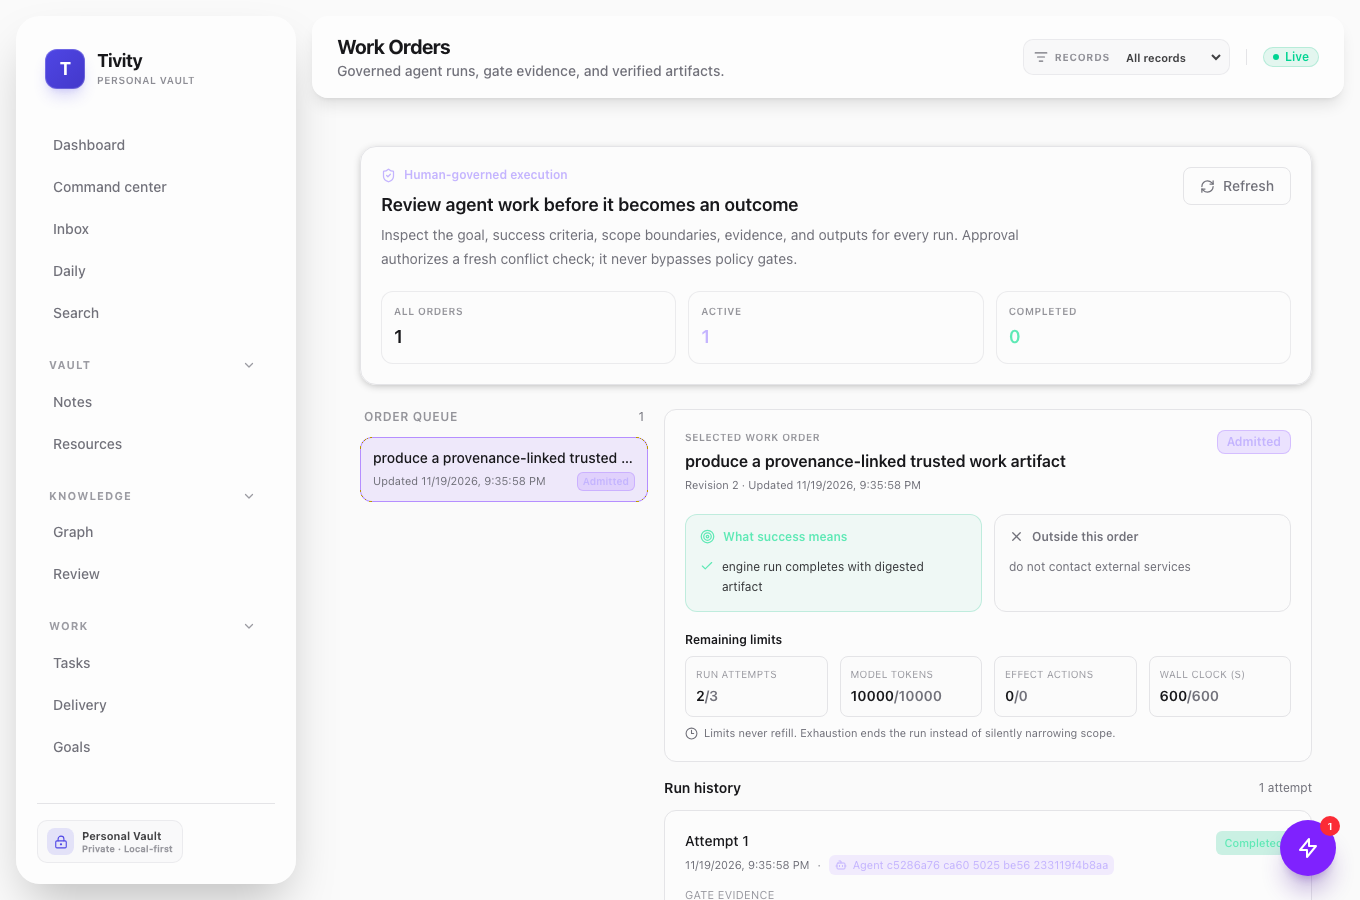 T
Tivity
PERSONAL VAULT
Dashboard
Command center
Inbox
Daily
Search
VAULT
Notes
Resources
KNOWLEDGE
Graph
Review
WORK
Tasks
Delivery
Goals
Personal Vault
Private · Local-first
Work Orders
Governed agent runs, gate evidence, and verified artifacts.
RECORDS All records
Live
Human-governed execution
Review agent work before it becomes an outcome
Inspect the goal, success criteria, scope boundaries, evidence, and outputs for every run. Approval
authorizes a fresh conflict check; it never bypasses policy gates.
Refresh
ALL ORDERS
1
ACTIVE
1
COMPLETED
0
ORDER QUEUE 1
produce a provenance-linked trusted ...
Updated 11/19/2026, 9:35:58 PM Admitted
SELECTED WORK ORDER
Admitted
produce a provenance-linked trusted work artifact
Revision 2 · Updated 11/19/2026, 9:35:58 PM
What success means
engine run completes with digested
artifact
Outside this order
do not contact external services
Remaining limits
RUN ATTEMPTS
2/3
MODEL TOKENS
10000/10000
EFFECT ACTIONS
0/0
WALL CLOCK (S)
600/600
Limits never refill. Exhaustion ends the run instead of silently narrowing scope.
Run history 1 attempt
Attempt 1
Completed
11/19/2026, 9:35:58 PM · Agent c5286a76 ca60 5025 be56 233119f4b8aa
GATE EVIDENCE
1